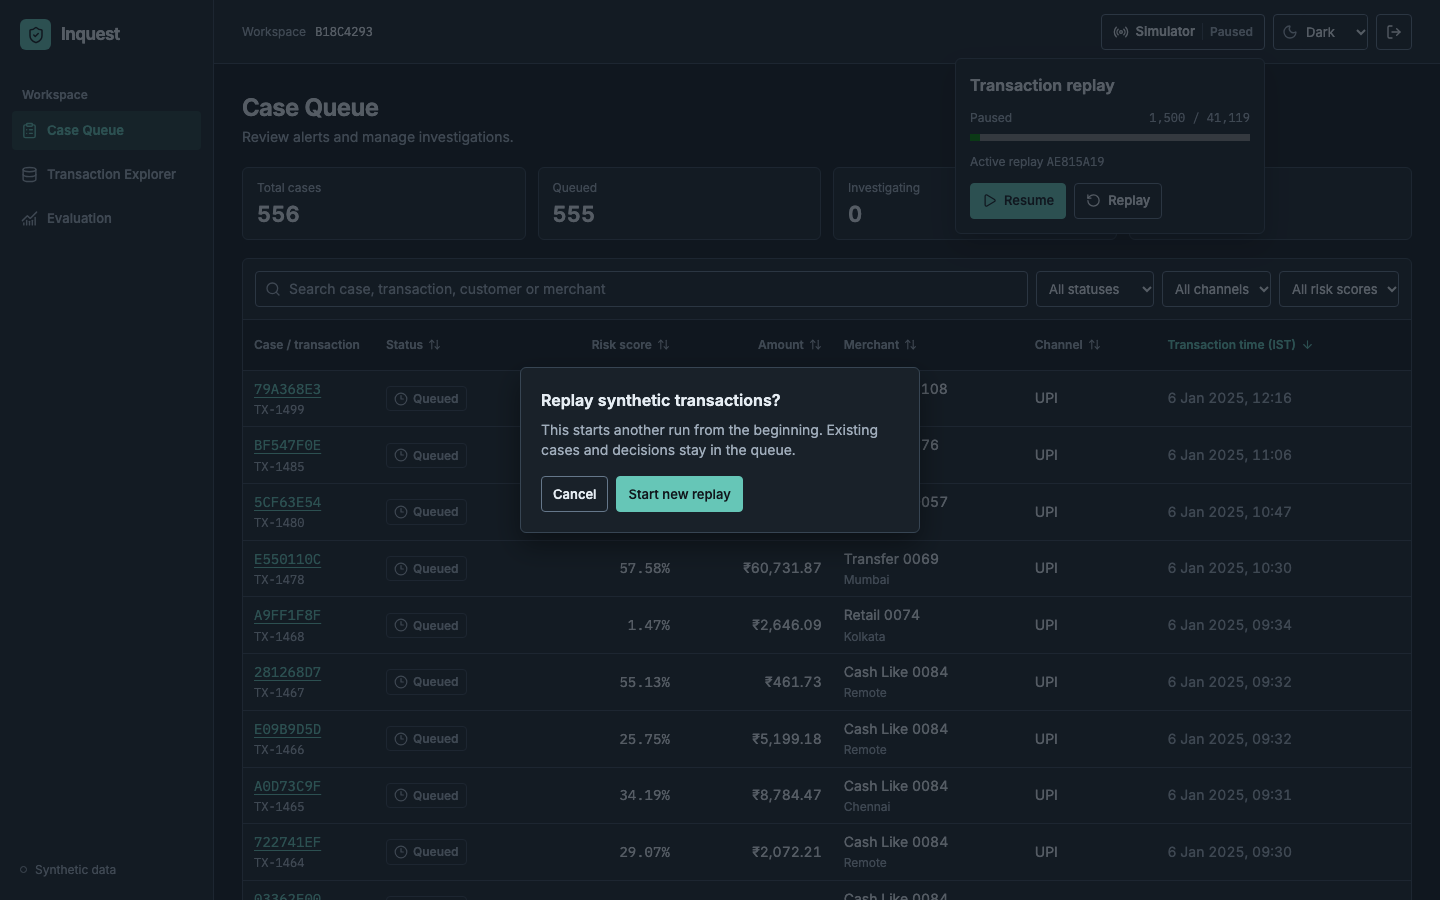 Inquest
Workspace B18C4293
Simulator Paused
Dark
Workspace
Case Queue
Transaction Explorer
Evaluation
Synthetic data
Case Queue
Review alerts and manage investigations.
Transaction replay
Paused 1,500 / 41,119
Active replay AE815A19
Resume Replay
Total cases
556
Queued
555
Investigating
0
Search case, transaction, customer or merchant
All statuses
All channels
All risk scores
Case / transaction Status Risk score Amount Merchant Channel Transaction time (IST)
79A368E3 Queued 108 UPI 6 Jan 2025, 12:16
TX-1499
BF547F0E Queued 76 UPI 6 Jan 2025, 11:06
TX-1485
5CF63E54 Queued 057 UPI 6 Jan 2025, 10:47
TX-1480
E550110C Queued 57.58% ₹60,731.87 Transfer 0069 UPI 6 Jan 2025, 10:30
TX-1478 Mumbai
A9FF1F8F Queued 1.47% ₹2,646.09 Retail 0074 UPI 6 Jan 2025, 09:34
TX-1468 Kolkata
281268D7 Queued 55.13% ₹461.73 Cash Like 0084 UPI 6 Jan 2025, 09:32
TX-1467 Remote
E09B9D5D Queued 25.75% ₹5,199.18 Cash Like 0084 UPI 6 Jan 2025, 09:32
TX-1466 Remote
A0D73C9F Queued 34.19% ₹8,784.47 Cash Like 0084 UPI 6 Jan 2025, 09:31
TX-1465 Chennai
722741EF Queued 29.07% ₹2,072.21 Cash Like 0084 UPI 6 Jan 2025, 09:30
TX-1464 Remote
Cash Like 0084
Replay synthetic transactions?
This starts another run from the beginning. Existing
cases and decisions stay in the queue.
Cancel Start new replay